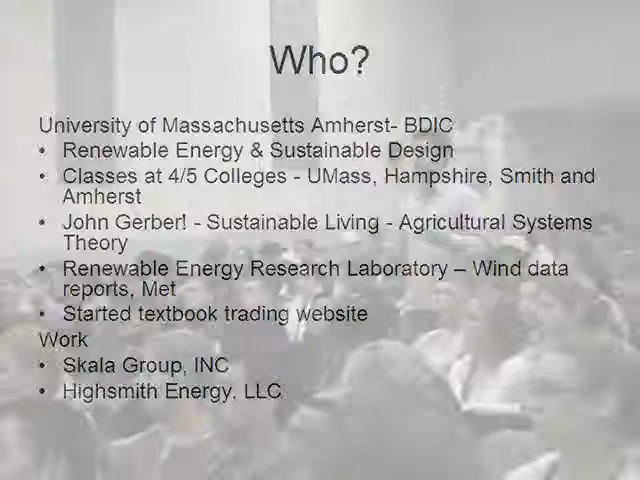 Who?
University of Massachusetts Amherst- BDIC
• Renewable Energy & Sustainable Design
• Classes at 4/5 Colleges - UMass, Hampshire, Smith and
Amherst
• John Gerber! - Sustainable Living - Agricultural Systems
Theory
• Renewable Energy Research Laboratory – Wind data
reports, Met
• Started textbook trading website
Work
• Skala Group, INC
• Highsmith Energy. LLC